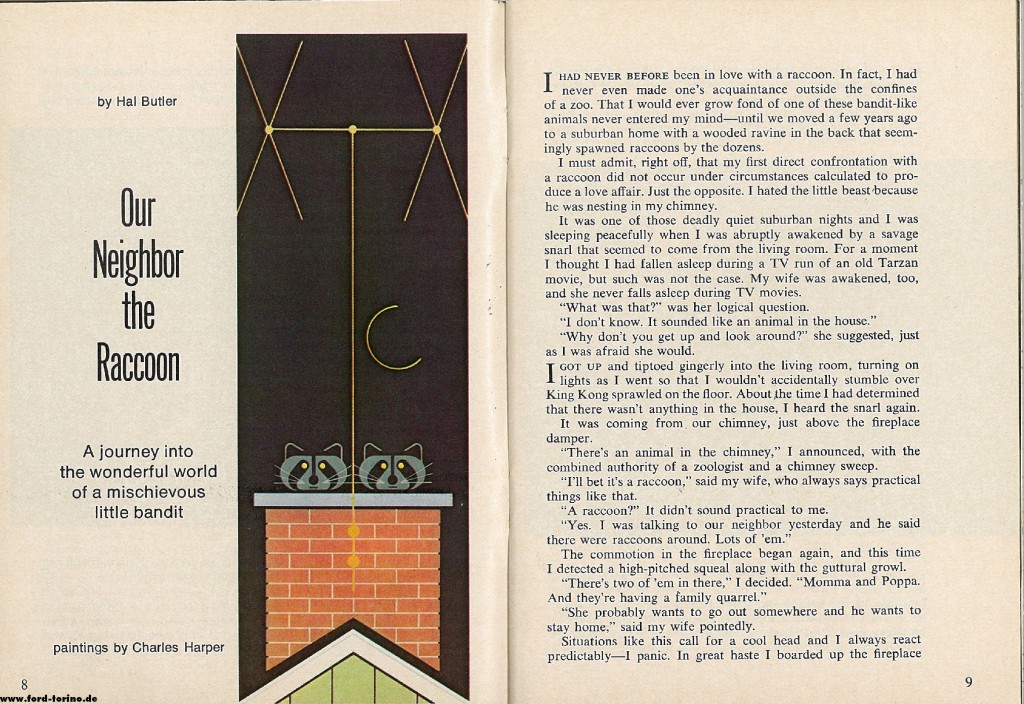 by Hal Butler
Our
Neighbor
the
Raccoon
A journey into
the wonderful world
of a mischievous
little bandit
paintings by Charles Harper
8
www.ford-torino.de
I HAD NEVER BEFORE been in love with a raccoon. In fact, I had
never even made one's acquaintance outside the confines
of a zoo. That I would ever grow fond of one of these bandit-like
animals never entered my mind—until we moved a few years ago
to a suburban home with a wooded ravine in the back that seem-
ingly spawned raccoons by the dozens.
I must admit, right off, that my first direct confrontation with
a raccoon did not occur under circumstances calculated to pro-
duce a love affair. Just the opposite. I hated the little beast because
he was nesting in my chimney.
It was one of those deadly quiet suburban nights and I was
sleeping peacefully when I was abruptly awakened by a savage
snarl that seemed to come from the living room. For a moment
I thought I had fallen asleep during a TV run of an old Tarzan
movie, but such was not the case. My wife was awakened, too,
and she never falls asleep during TV movies.
"What was that?" was her logical question.
"I don't know. It sounded like an animal in the house."
"Why don't you get up and look around?" she suggested, just
as I was afraid she would.
I GOT UP and tiptoed gingerly into the living room, turning on
lights as I went so that I wouldn't accidentally stumble over
King Kong sprawled on the floor. About the time I had determined
that there wasn't anything in the house, I heard the snarl again.
It was coming from our chimney, just above the fireplace
damper.
"There's an animal in the chimney," I announced, with the
combined authority of a zoologist and a chimney sweep.
"I'll bet it's a raccoon," said my wife, who always says practical
things like that.
"A raccoon?" It didn't sound practical to me.
"Yes. I was talking to our neighbor yesterday and he said
there were raccoons around. Lots of 'em."
The commotion in the fireplace began again, and this time
I detected a high-pitched squeal along with the guttural growl.
"There's two of 'em in there," I decided. "Momma and Poppa.
And they're having a family quarrel."
"She probably wants to go out somewhere and he wants to
stay home," said my wife pointedly.
Situations like this call for a cool head and I always react
predictably—I panic. In great haste I boarded up the fireplace
9